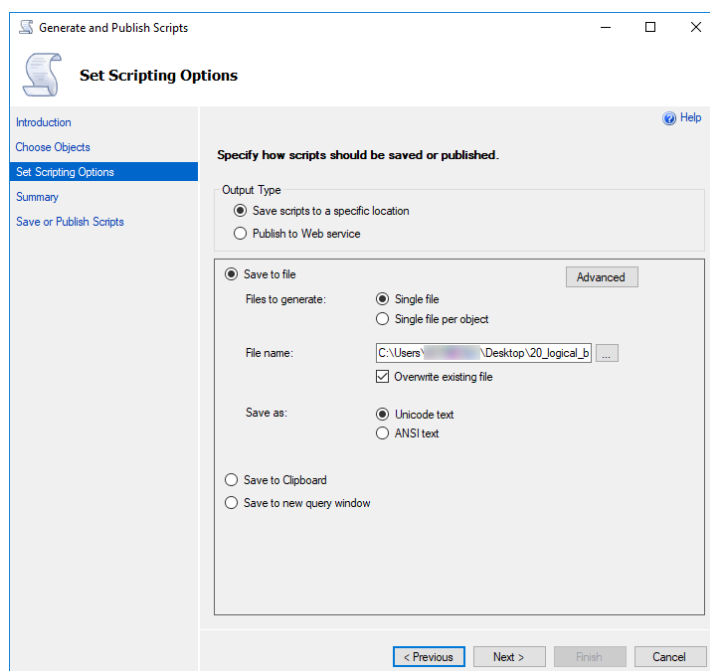 Generate and Publish Scripts
Set Scripting Options
Help
Introduction
Choose Objects
Set Scripting Options
Summary
Save or Publish Scripts
Specify how scripts should be saved or published.
Output Type
Save scripts to a specific location
Publish to Web service
Save to file
Advanced
Files to generate:
Single file
Single file per object
File name:
C:\Users\ \Desktop\20_logical_b
...
Overwrite existing file
Save as:
Unicode text
ANSI text
Save to Clipboard
Save to new query window
< Previous
Next >
Finish
Cancel